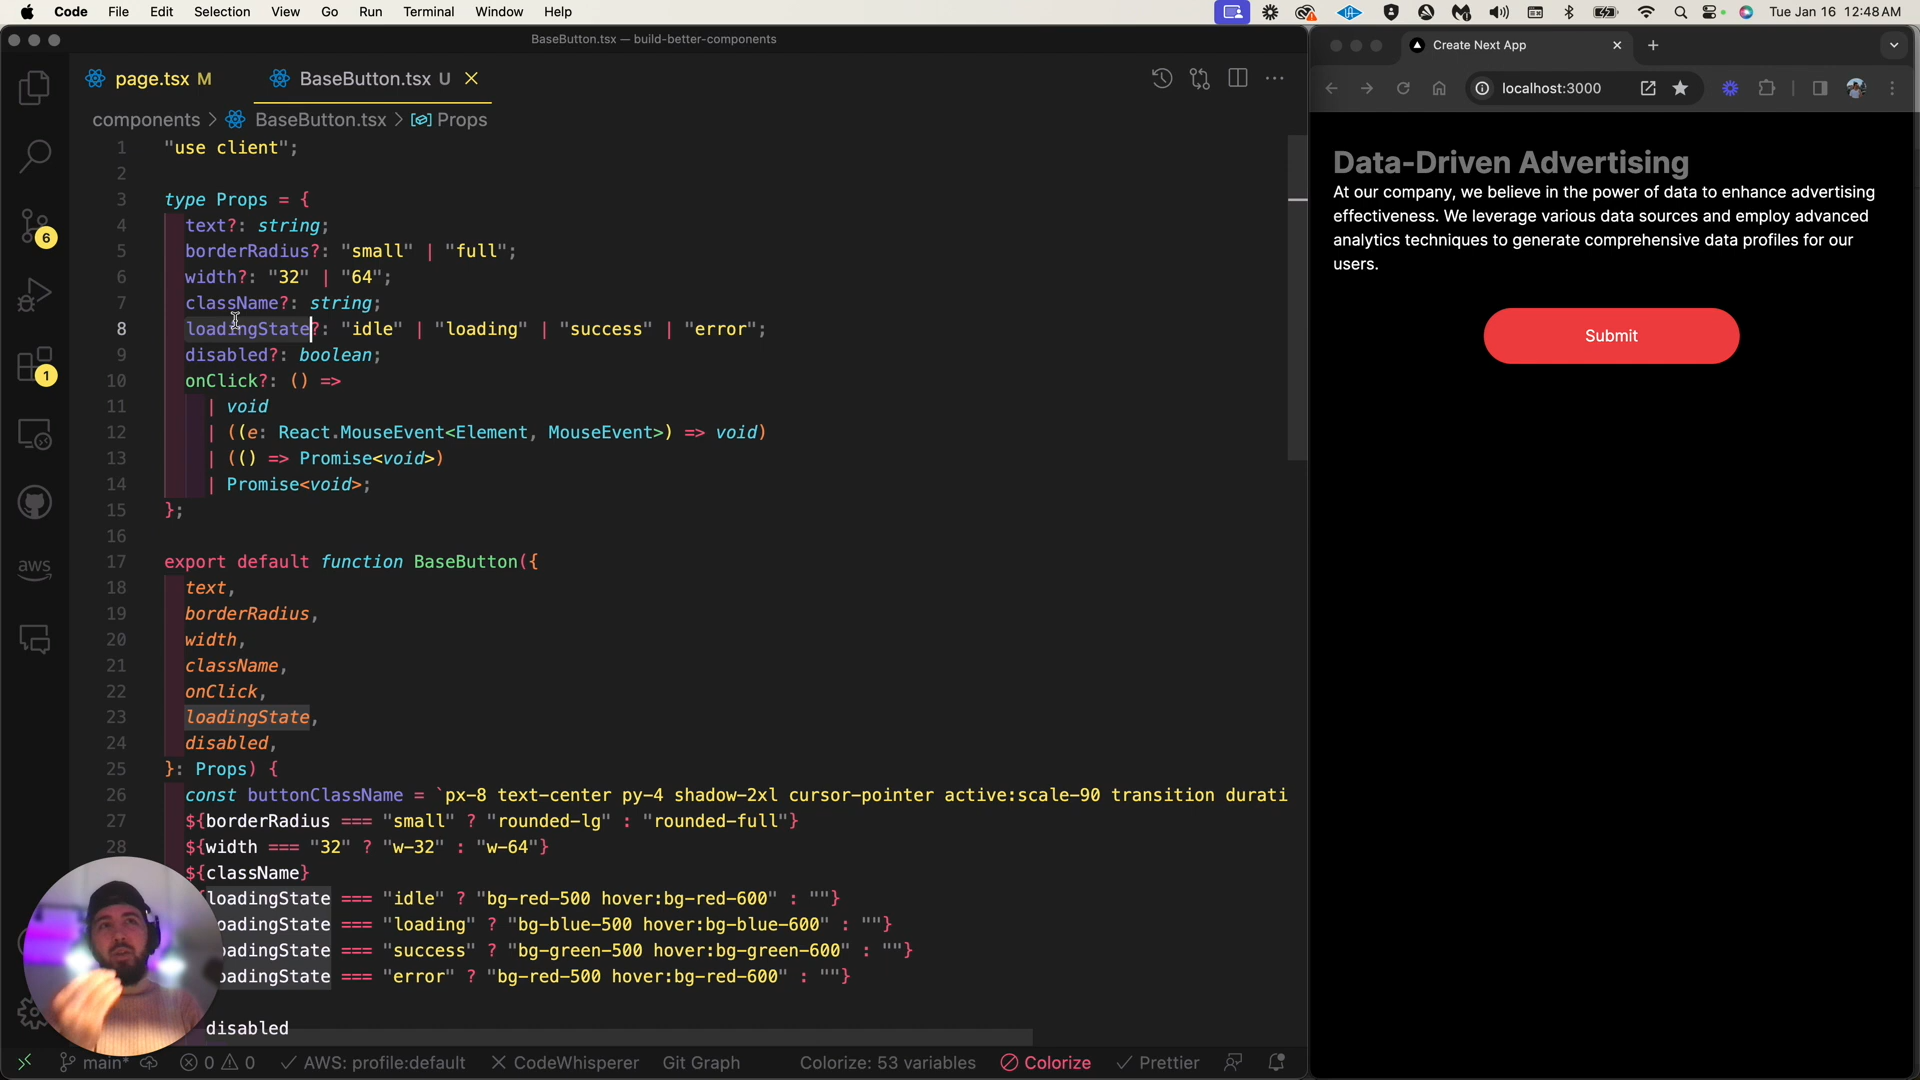 Code File Edit Selection View Go Run Terminal Window Help
Tue Jan 16 12:48 AM
BaseButton.tsx — build-better-components
page.tsx M
BaseButton.tsx U
components > BaseButton.tsx > Props
1 "use client";
2
3 type Props = {
4 text?: string;
5 borderRadius?: "small" | "full";
6 width?: "32" | "64";
7 className?: string;
8 loadingState?: "idle" | "loading" | "success" | "error";
9 disabled?: boolean;
10 onClick?: () =>
11 | void
12 | ((e: React.MouseEvent<Element, MouseEvent>) => void)
13 | (() => Promise<void>)
14 | Promise<void>;
15 };
16
17 export default function BaseButton({
18 text,
19 borderRadius,
20 width,
21 className,
22 onClick,
23 loadingState,
24 disabled,
25 }: Props) {
26 const buttonClassName = `px-8 text-center py-4 shadow-2xl cursor-pointer active:scale-90 transition durati
27 ${borderRadius === "small" ? "rounded-lg" : "rounded-full"}
28 ${width === "32" ? "w-32" : "w-64"}
${className}
loadingState === "idle" ? "bg-red-500 hover:bg-red-600" : ""}
oadingState === "loading" ? "bg-blue-500 hover:bg-blue-600" : ""}
oadingState === "success" ? "bg-green-500 hover:bg-green-600" : ""}
oadingState === "error" ? "bg-red-500 hover:bg-red-600" : ""}
disabled
6
1
aws
main* 0 0 AWS: profile:default CodeWhisperer Git Graph Colorize: 53 variables Colorize Prettier
Create Next App
localhost:3000
Data-Driven Advertising
At our company, we believe in the power of data to enhance advertising
effectiveness. We leverage various data sources and employ advanced
analytics techniques to generate comprehensive data profiles for our
users.
Submit